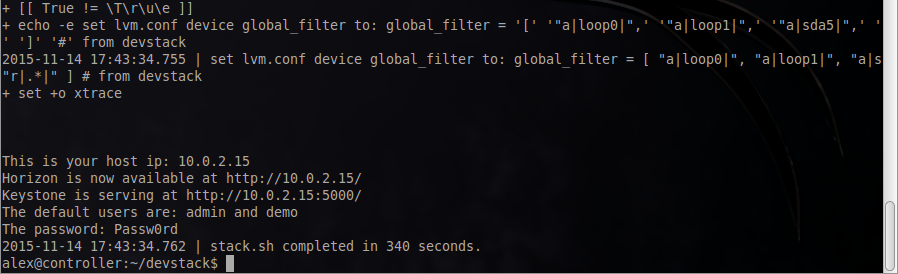 + [[ True != \T\r\u\e ]]
+ echo -e set lvm.conf device global_filter to: global_filter = '[' '"a|loop0|",' '"a|loop1|",' '"a|sda5|",' '
' ']' '#' from devstack
2015-11-14 17:43:34.755 | set lvm.conf device global_filter to: global_filter = [ "a|loop0|", "a|loop1|", "a|s
"r|.*|" ] # from devstack
+ set +o xtrace
This is your host ip: 10.0.2.15
Horizon is now available at http://10.0.2.15/
Keystone is serving at http://10.0.2.15:5000/
The default users are: admin and demo
The password: Passw0rd
2015-11-14 17:43:34.762 | stack.sh completed in 340 seconds.
alex@controller:~/devstack$